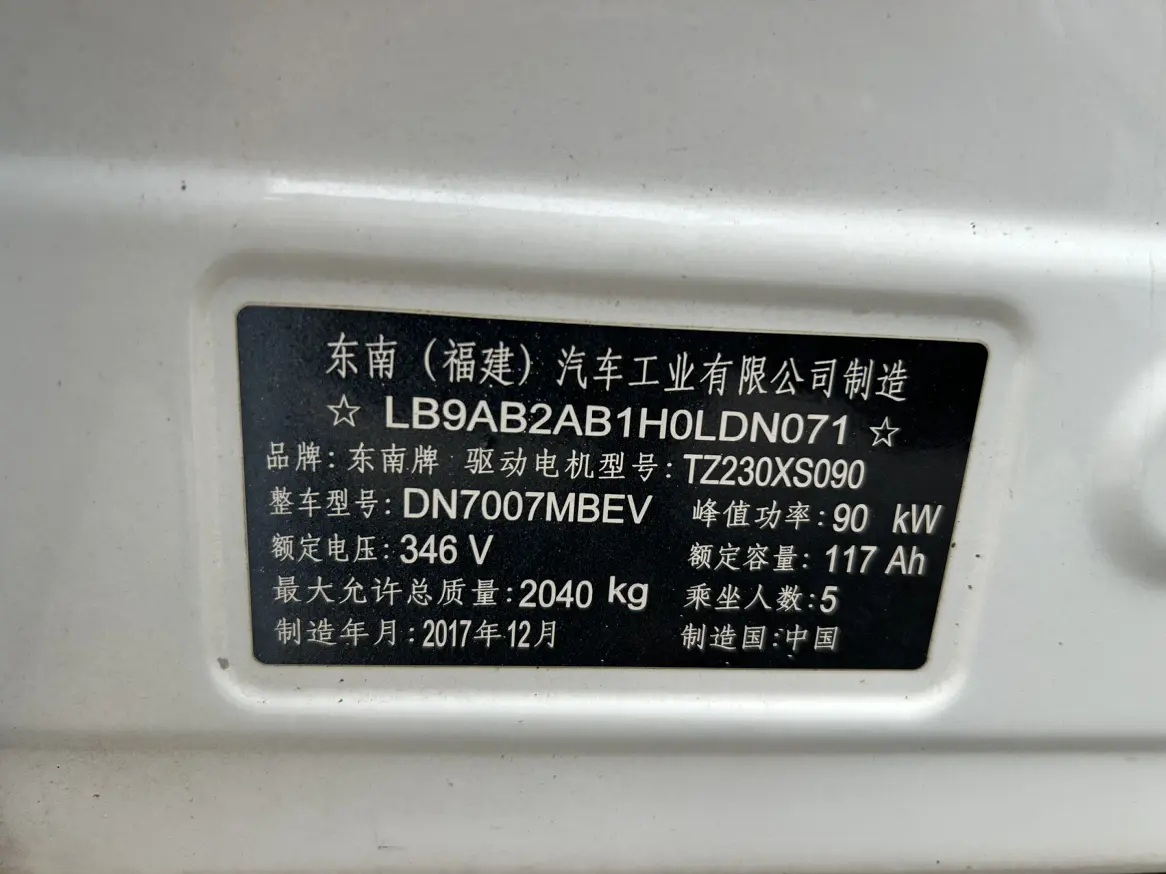 东南（福建）汽车工业有限公司制造
☆ LB9AB2AB1H0LDN071 ☆
品牌：东南牌 驱动电机型号：TZ230XS090
整车型号：DN7007MBEV 峰值功率：90 kW
额定电压：346 V 额定容量：117 Ah
最大允许总质量：2040 kg 乘坐人数：5
制造年月：2017年12月 制造国：中国